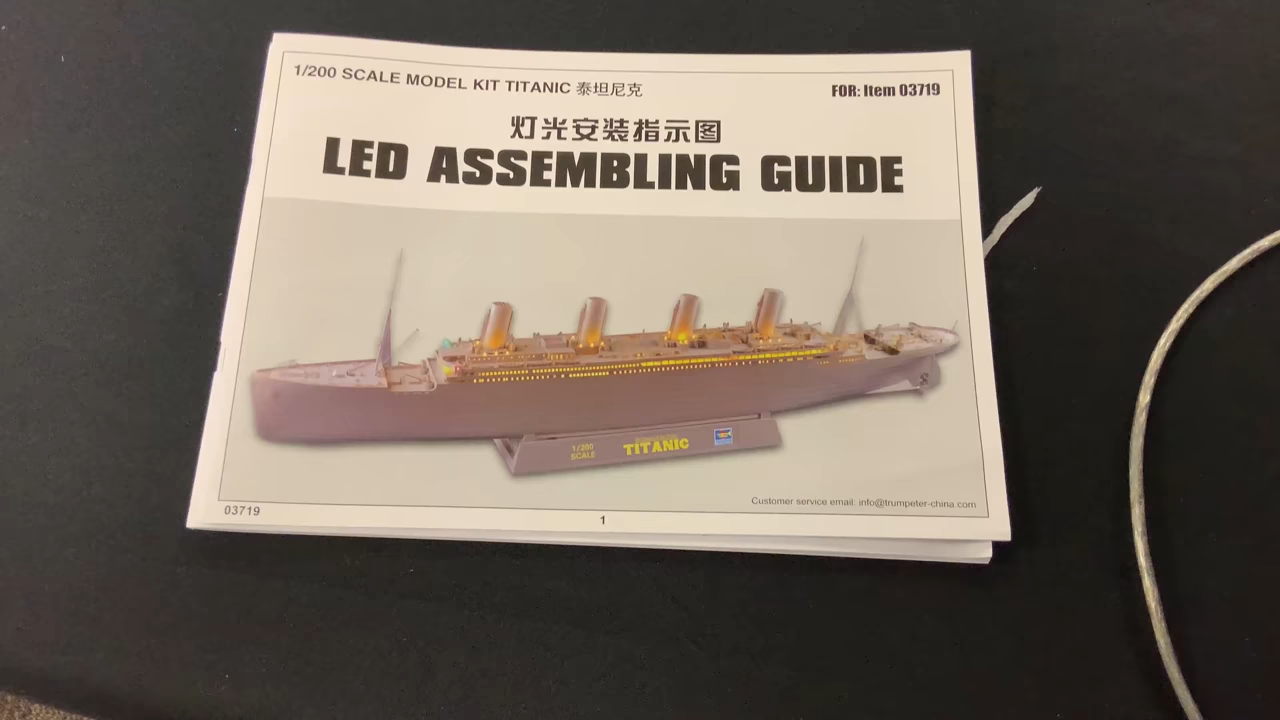 1/200 SCALE MODEL KIT TITANIC 泰坦尼克
FOR: Item 03719
灯光安装指示图
LED ASSEMBLING GUIDE
1/200
SCALE
TITANIC
Customer service email: info@trumpeter-china.com
03719
1